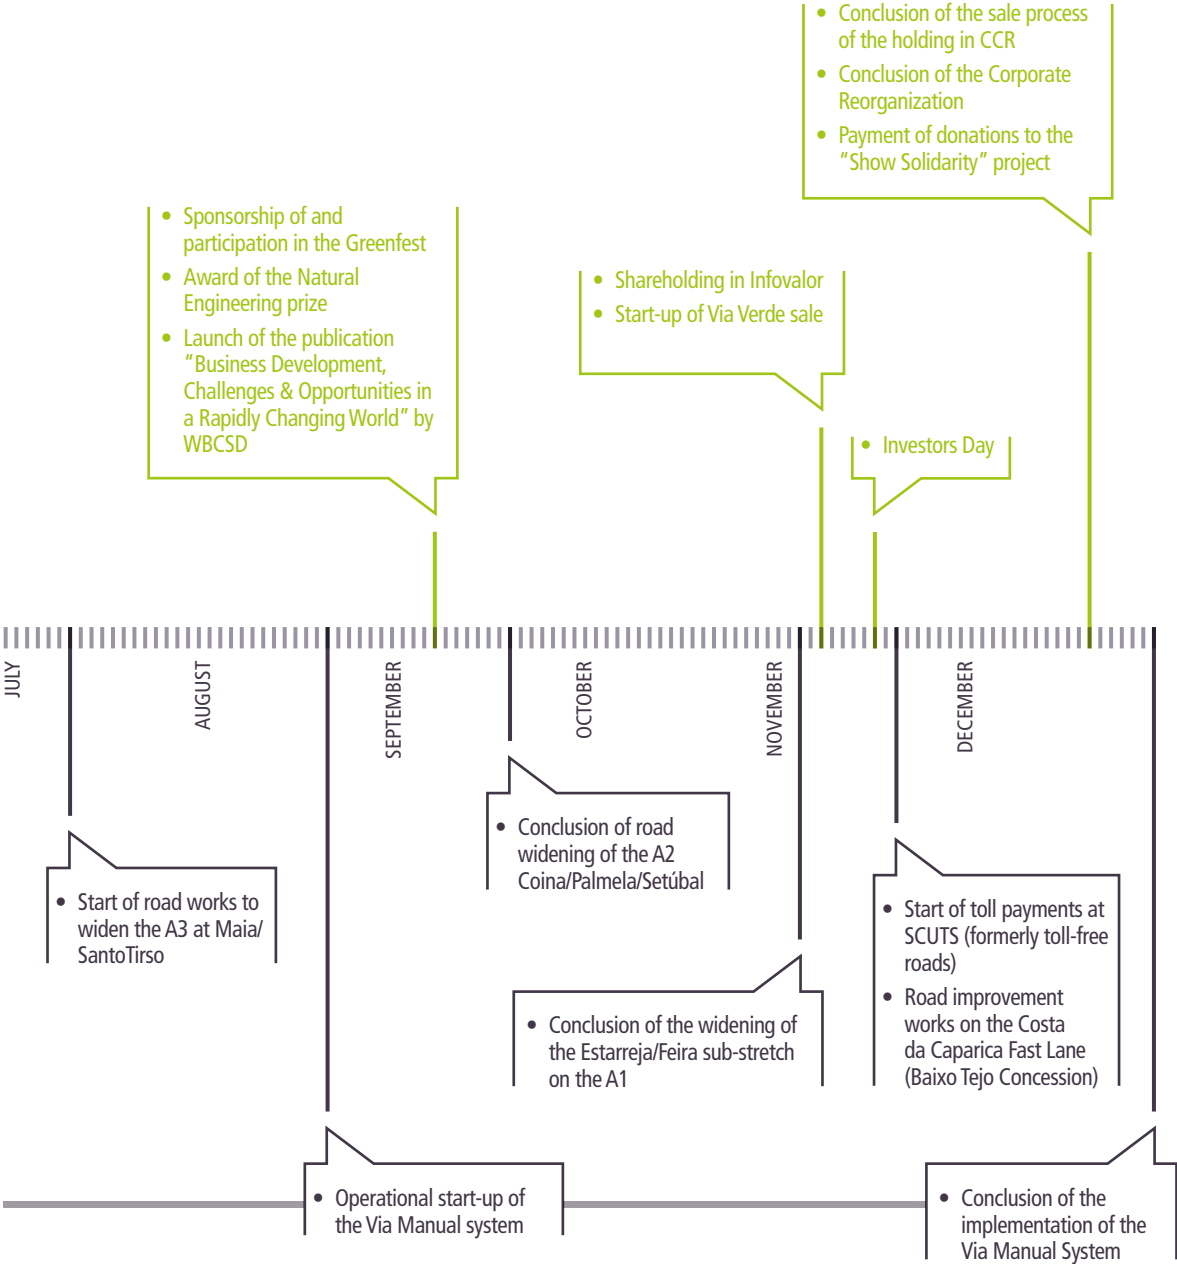 • Conclusion of the sale process
of the holding in CCR
• Conclusion of the Corporate
Reorganization
• Payment of donations to the
“Show Solidarity” project
• Sponsorship of and
participation in the Greenfest
• Award of the Natural
Engineering prize
• Launch of the publication
“Business Development,
Challenges & Opportunities in
a Rapidly Changing World” by
WBCSD
• Shareholding in Infovalor
• Start-up of Via Verde sale
• Investors Day
JULY
AUGUST
SEPTEMBER
OCTOBER
NOVEMBER
DECEMBER
• Start of road works to
widen the A3 at Maia/
SantoTirso
• Conclusion of road
widening of the A2
Coina/Palmela/Setúbal
• Conclusion of the widening of
the Estarreja/Feira sub-stretch
on the A1
• Start of toll payments at
SCUTS (formerly toll-free
roads)
• Road improvement
works on the Costa
da Caparica Fast Lane
(Baixo Tejo Concession)
• Operational start-up of
the Via Manual system
• Conclusion of the
implementation of the
Via Manual System